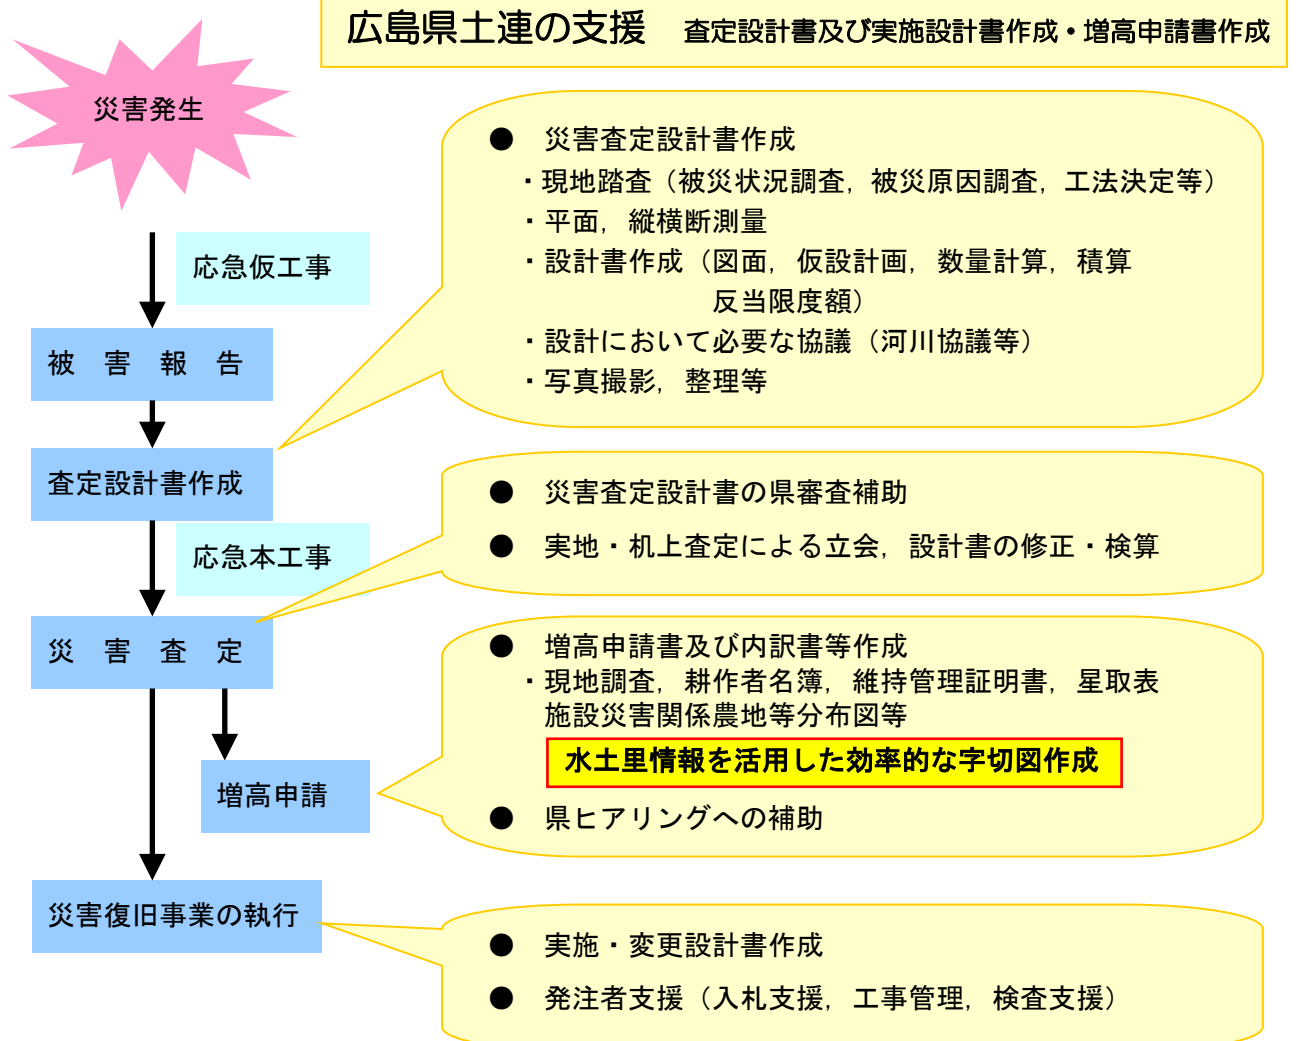 広島県土連の支援　査定設計書及び実施設計書作成・増高申請書作成
災害発生
応急仮工事
被　害　報　告
査定設計書作成
応急本工事
災　害　査　定
増高申請
災害復旧事業の執行
●　災害査定設計書作成
・現地踏査（被災状況調査，被災原因調査，工法決定等）
・平面，縦横断測量
・設計書作成（図面，仮設計画，数量計算，積算
反当限度額）
・設計において必要な協議（河川協議等）
・写真撮影，整理等
●　災害査定設計書の県審査補助
●　実地・机上査定による立会，設計書の修正・検算
●　増高申請書及び内訳書等作成
・現地調査，耕作者名簿，維持管理証明書，星取表
施設災害関係農地等分布図等
水土里情報を活用した効率的な字切図作成
●　県ヒアリングへの補助
●　実施・変更設計書作成
●　発注者支援（入札支援，工事管理，検査支援）